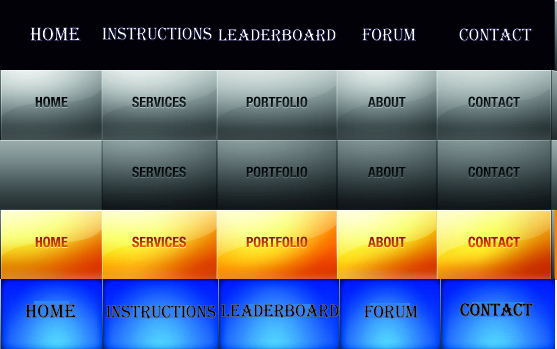 HOME INSTRUCTIONS LEADERBOARD FORUM CONTACT
HOME SERVICES PORTFOLIO ABOUT CONTACT
SERVICES PORTFOLIO ABOUT CONTACT
HOME SERVICES PORTFOLIO ABOUT CONTACT
HOME INSTRUCTIONS LEADERBOARD FORUM CONTACT